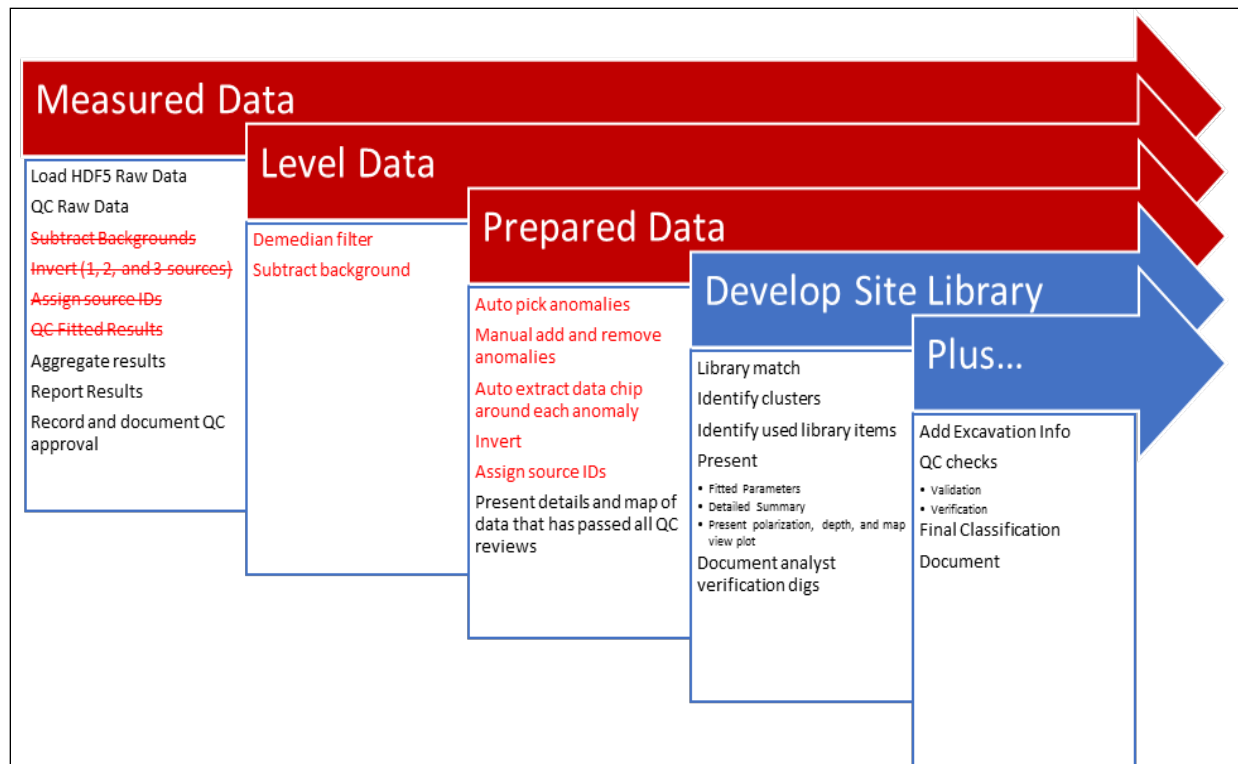 Measured Data
Load HDF5 Raw Data
QC Raw Data
Subtract Backgrounds
Invert (1, 2, and 3 sources)
Assign source IDs
QC Fitted Results
Aggregate results
Report Results
Record and document QC
approval
Level Data
Demedian filter
Subtract background
Prepared Data
Auto pick anomalies
Manual add and remove
anomalies
Auto extract data chip
around each anomaly
Invert
Assign source IDs
Present details and map of
data that has passed all QC
reviews
Develop Site Library
Library match
Identify clusters
Identify used library items
Present
▪ Fitted Parameters
▪ Detailed Summary
▪ Present polarization, depth, and map
view plot
Document analyst
verification digs
Plus...
Add Excavation Info
QC checks
▪ Validation
▪ Verification
Final Classification
Document